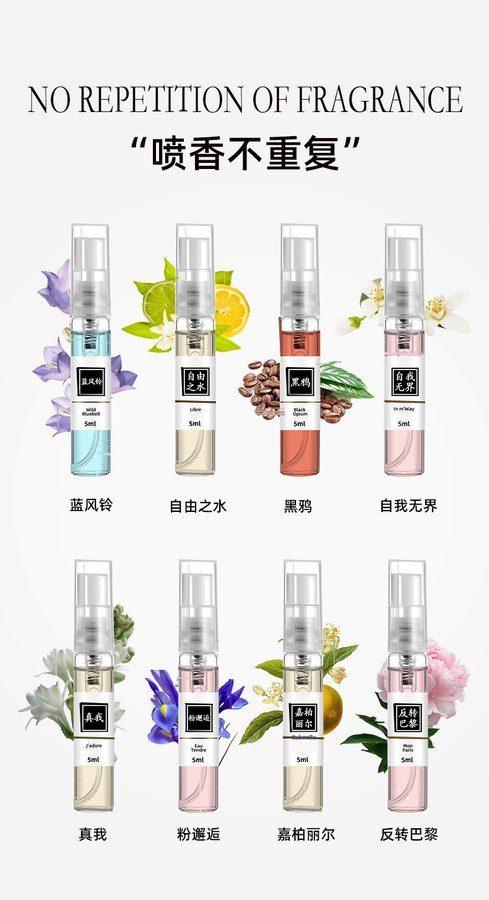 NO REPETITION OF FRAGRANCE
“喷香不重复”
蓝风铃
Wild
Bluebell
5ml
自由
之水
Libre
5ml
黑鸦
Black
Opium
5ml
自我
无界
In m'Way
5ml
蓝风铃
自由之水
黑鸦
自我无界
真我
J'adore
5ml
粉邂逅
Eau
Tendre
5ml
嘉柏
丽尔
5ml
反转
巴黎
Mon
Paris
5ml
真我
粉邂逅
嘉柏丽尔
反转巴黎